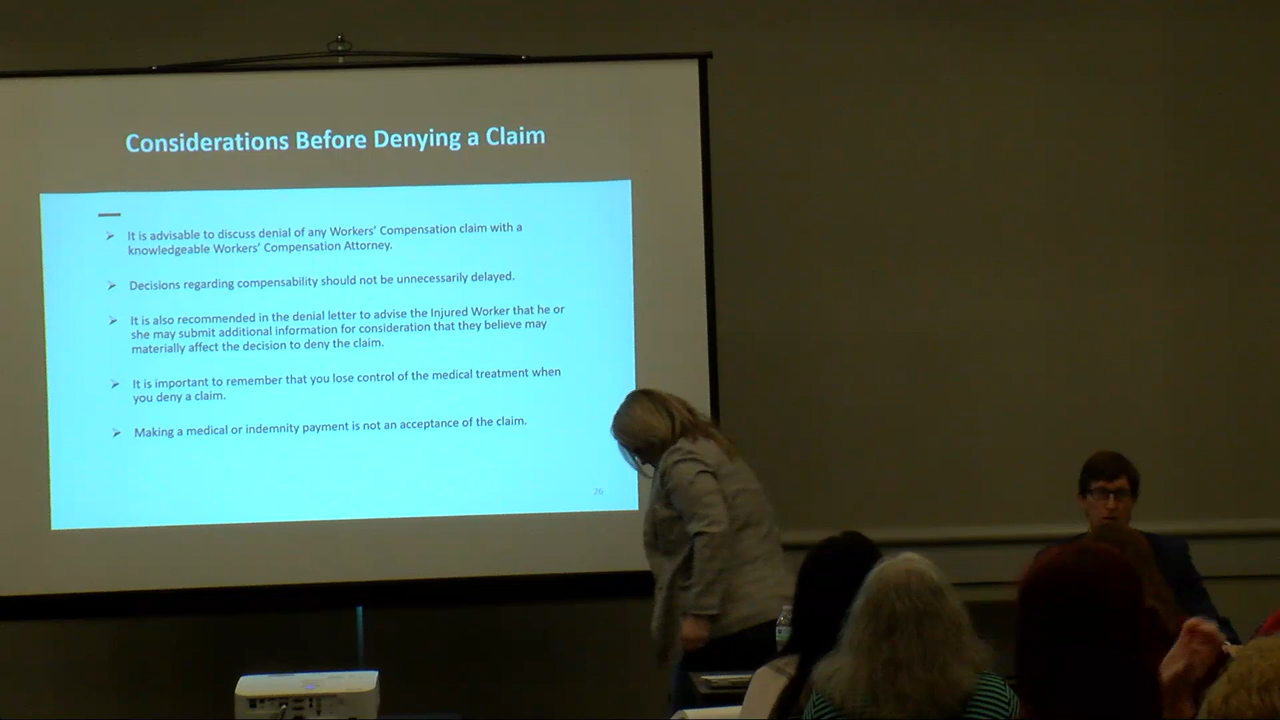 Considerations Before Denying a Claim
➢ It is advisable to discuss denial of any Workers' Compensation claim with a
knowledgeable Workers' Compensation Attorney.
➢ Decisions regarding compensability should not be unnecessarily delayed.
➢ It is also recommended in the denial letter to advise the Injured Worker that he or
she may submit additional information for consideration that they believe may
materially affect the decision to deny the claim.
➢ It is important to remember that you lose control of the medical treatment when
you deny a claim.
➢ Making a medical or indemnity payment is not an acceptance of the claim.
26